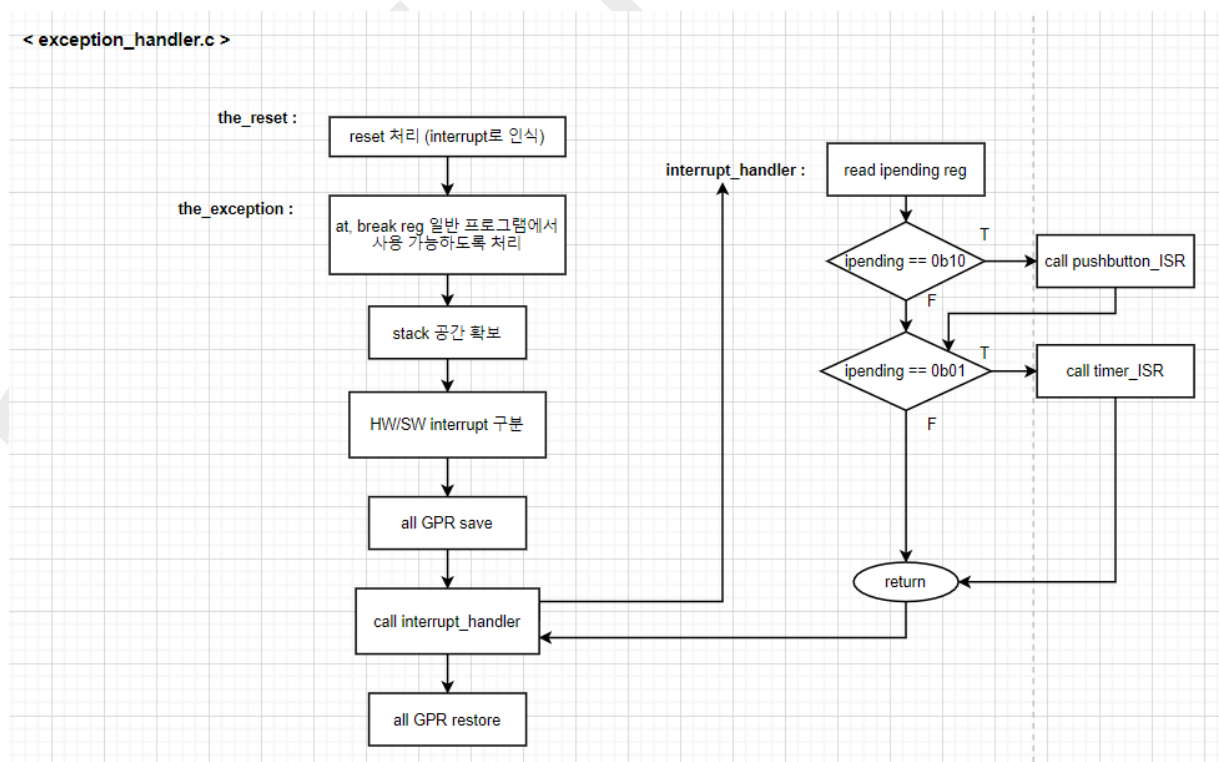 < exception_handler.c >
the_reset :
reset 처리 (interrupt로 인식)
the_exception :
at, break reg 일반 프로그램에서
사용 가능하도록 처리
stack 공간 확보
HW/SW interrupt 구분
all GPR save
call interrupt_handler
all GPR restore
interrupt_handler :
read ipending reg
ipending == 0b10
T
call pushbutton_ISR
F
ipending == 0b01
T
call timer_ISR
F
return